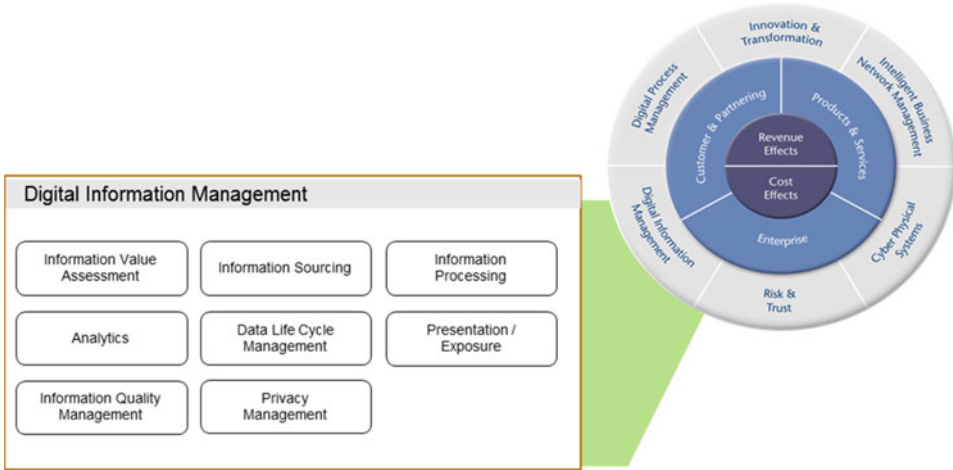 Digital Information Management
Information Value
Assessment
Information Sourcing
Information
Processing
Analytics
Data Life Cycle
Management
Presentation /
Exposure
Information Quality
Management
Privacy
Management
Innovation &
Transformation
Intelligent Business
Network Management
Cyber Physical
Systems
Risk &
Trust
Digital Information
Management
Digital Process
Management
Customer & Partnering
Products & Services
Enterprise
Revenue
Effects
Cost
Effects